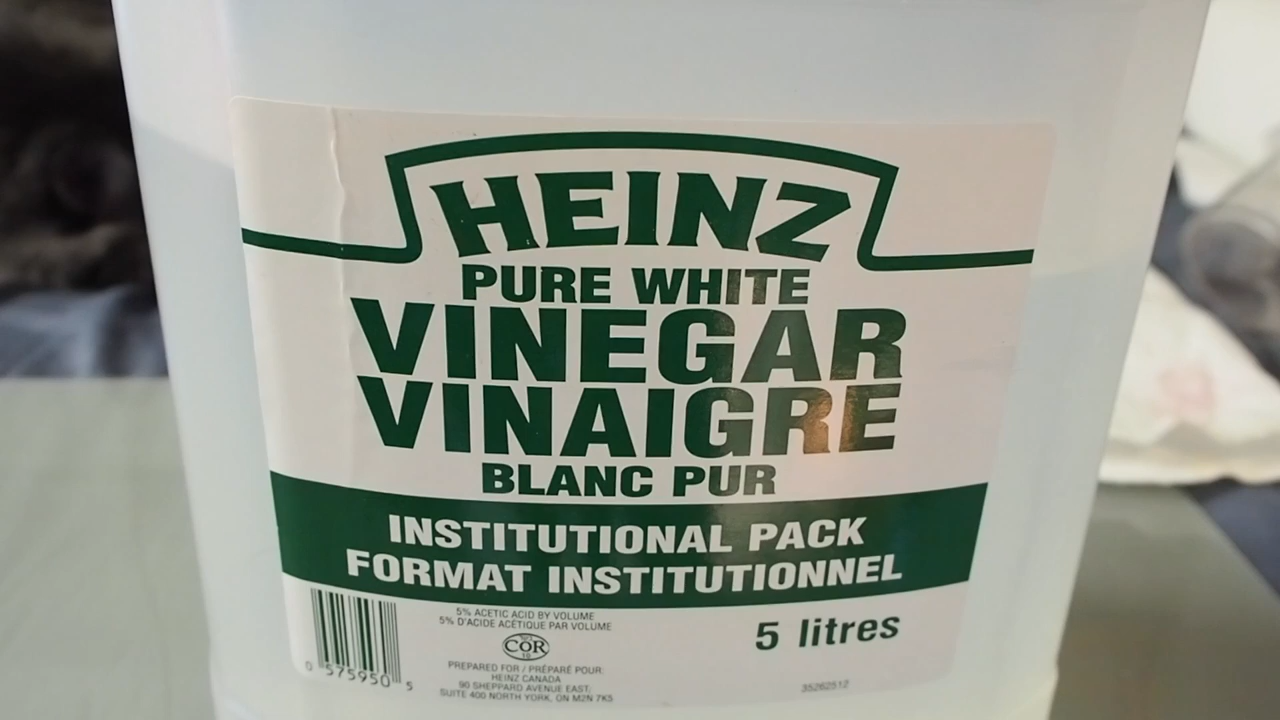 HEINZ
PURE WHITE
VINEGAR
VINAIGRE
BLANC PUR
INSTITUTIONAL PACK
FORMAT INSTITUTIONNEL
5% ACETIC ACID BY VOLUME
5% D'ACIDE ACÉTIQUE PAR VOLUME
5 litres
COR
10
PREPARED FOR / PRÉPARÉ POUR:
HEINZ CANADA
90 SHEPPARD AVENUE EAST,
SUITE 400 NORTH YORK, ON M2N 7K5
0 575950 5
35262512